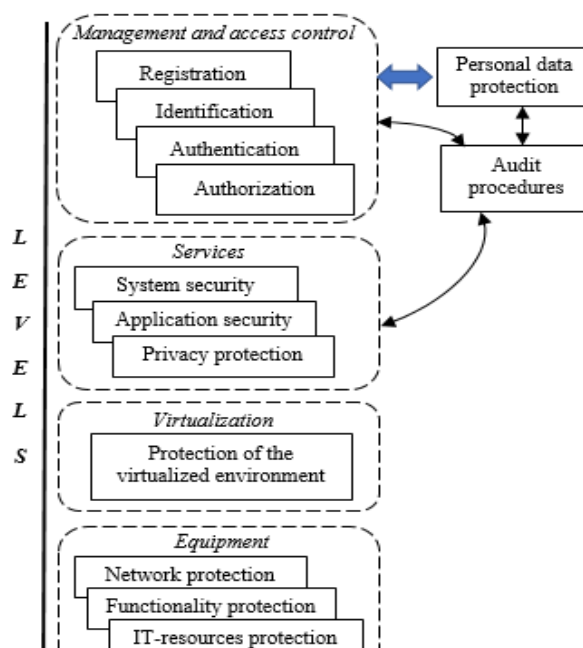 Management and access control
Registration
Identification
Authentication
Authorization
Personal data
protection
Audit
procedures
L
E
V
E
L
S
Services
System security
Application security
Privacy protection
Virtualization
Protection of the
virtualized environment
Equipment
Network protection
Functionality protection
IT-resources protection